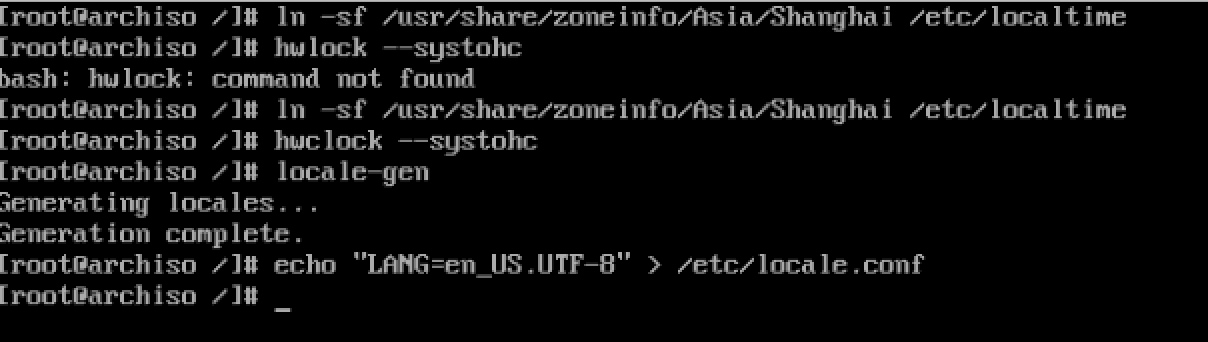 [root@archiso /]# ln -sf /usr/share/zoneinfo/Asia/Shanghai /etc/localtime
[root@archiso /]# hwlock --systohc
bash: hwlock: command not found
[root@archiso /]# ln -sf /usr/share/zoneinfo/Asia/Shanghai /etc/localtime
[root@archiso /]# hwclock --systohc
[root@archiso /]# locale-gen
Generating locales...
Generation complete.
[root@archiso /]# echo "LANG=en_US.UTF-8" > /etc/locale.conf
[root@archiso /]# _